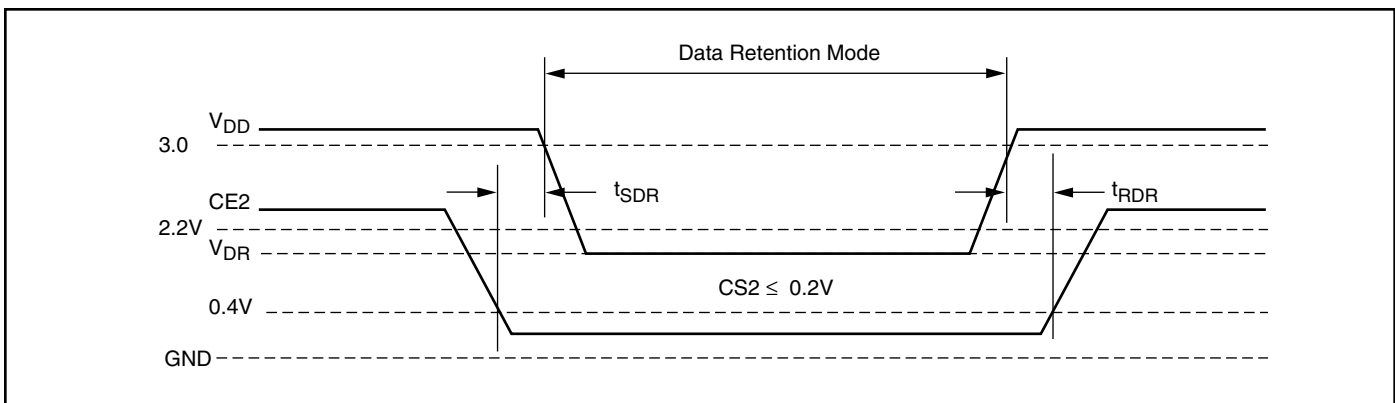 Data Retention Mode
VDD
3.0
tSDR
tRDR
CE2
2.2V
VDR
CS2 ≤ 0.2V
0.4V
GND